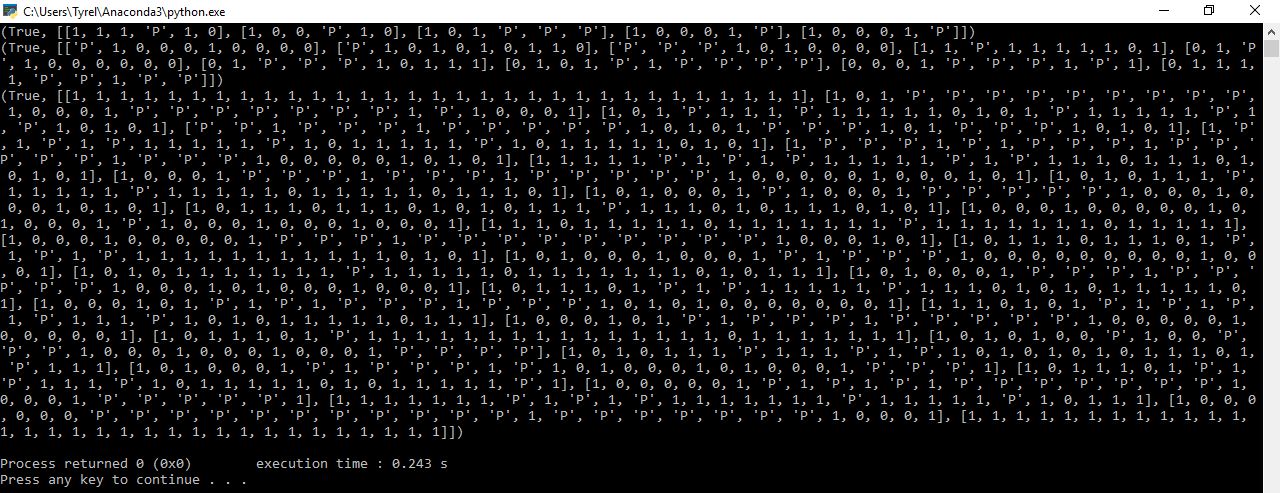 C:\Users\Tyrel\Anaconda3\python.exe
(True, [[1, 1, 1, 'P', 1, 0], [1, 0, 0, 'P', 1, 0], [1, 0, 1, 'P', 'P', 'P'], [1, 0, 0, 0, 1, 'P'], [1, 0, 0, 0, 1, 'P']])
(True, [['P', 1, 0, 0, 0, 1, 0, 0, 0, 0], ['P', 1, 0, 1, 0, 1, 0, 1, 1, 0], ['P', 'P', 'P', 1, 0, 1, 0, 0, 0, 0], [1, 1, 'P', 1, 1, 1, 1, 1, 0, 1], [0, 1, 'P
', 1, 0, 0, 0, 0, 0, 0], [0, 1, 'P', 'P', 'P', 1, 0, 1, 1, 1], [0, 1, 0, 1, 'P', 1, 'P', 'P', 'P', 'P'], [0, 0, 0, 1, 'P', 'P', 'P', 1, 'P', 1], [0, 1, 1, 1,
 1, 'P', 'P', 1, 'P', 'P']])
(True, [[1, 1, 1, 1, 1, 1, 1, 1, 1, 1, 1, 1, 1, 1, 1, 1, 1, 1, 1, 1, 1, 1, 1, 1, 1, 1, 1, 1, 1, 1, 1], [1, 0, 1, 'P', 'P', 'P', 'P', 'P', 'P', 'P', 'P', 'P',
 1, 0, 0, 0, 1, 'P', 'P', 'P', 'P', 'P', 'P', 'P', 1, 'P', 1, 0, 0, 0, 1], [1, 0, 1, 'P', 1, 1, 1, 'P', 1, 1, 1, 1, 1, 0, 1, 0, 1, 'P', 1, 1, 1, 1, 1, 'P', 1
, 'P', 1, 0, 1, 0, 1], ['P', 'P', 1, 'P', 'P', 'P', 1, 'P', 'P', 'P', 'P', 'P', 1, 0, 1, 0, 1, 'P', 'P', 'P', 1, 0, 1, 'P', 'P', 'P', 1, 0, 1, 0, 1], [1, 'P'
, 1, 'P', 1, 'P', 1, 1, 1, 1, 1, 'P', 1, 0, 1, 1, 1, 1, 1, 'P', 1, 0, 1, 1, 1, 1, 1, 0, 1, 0, 1], [1, 'P', 'P', 'P', 1, 'P', 1, 'P', 'P', 'P', 1, 'P', 'P', '
P', 'P', 'P', 1, 'P', 'P', 'P', 1, 0, 0, 0, 0, 0, 1, 0, 1, 0, 1], [1, 1, 1, 1, 1, 'P', 1, 'P', 1, 'P', 1, 1, 1, 1, 1, 'P', 1, 'P', 1, 1, 1, 0, 1, 1, 1, 0, 1,
 0, 1, 0, 1], [1, 0, 0, 0, 1, 'P', 'P', 'P', 1, 'P', 'P', 'P', 1, 'P', 'P', 'P', 'P', 'P', 1, 0, 0, 0, 0, 0, 1, 0, 0, 0, 1, 0, 1], [1, 0, 1, 0, 1, 1, 1, 'P',
 1, 1, 1, 1, 1, 'P', 1, 1, 1, 1, 1, 0, 1, 1, 1, 1, 1, 0, 1, 1, 1, 0, 1], [1, 0, 1, 0, 0, 0, 1, 'P', 1, 0, 0, 0, 1, 'P', 'P', 'P', 'P', 'P', 1, 0, 0, 0, 1, 0,
 0, 0, 1, 0, 1, 0, 1], [1, 0, 1, 1, 1, 0, 1, 1, 1, 0, 1, 0, 1, 0, 1, 1, 1, 'P', 1, 1, 1, 0, 1, 0, 1, 1, 1, 0, 1, 0, 1], [1, 0, 0, 0, 1, 0, 0, 0, 0, 0, 1, 0,
1, 0, 0, 0, 1, 'P', 1, 0, 0, 0, 1, 0, 0, 0, 1, 0, 0, 0, 1], [1, 1, 1, 0, 1, 1, 1, 1, 1, 0, 1, 1, 1, 1, 1, 1, 1, 'P', 1, 1, 1, 1, 1, 1, 1, 0, 1, 1, 1, 1, 1],
[1, 0, 0, 0, 1, 0, 0, 0, 0, 0, 1, 'P', 'P', 'P', 1, 'P', 'P', 'P', 'P', 'P', 'P', 'P', 'P', 'P', 1, 0, 0, 0, 1, 0, 1], [1, 0, 1, 1, 1, 0, 1, 1, 1, 0, 1, 'P',
 1, 'P', 1, 'P', 1, 1, 1, 1, 1, 1, 1, 1, 1, 1, 1, 0, 1, 0, 1], [1, 0, 1, 0, 0, 0, 1, 0, 0, 0, 1, 'P', 1, 'P', 'P', 'P', 1, 0, 0, 0, 0, 0, 0, 0, 0, 0, 1, 0, 0
, 0, 1], [1, 0, 1, 0, 1, 1, 1, 1, 1, 1, 1, 'P', 1, 1, 1, 1, 1, 0, 1, 1, 1, 1, 1, 1, 1, 0, 1, 0, 1, 1, 1], [1, 0, 1, 0, 0, 0, 1, 'P', 'P', 'P', 1, 'P', 'P', '
P', 'P', 'P', 1, 0, 0, 0, 1, 0, 1, 0, 0, 0, 1, 0, 0, 0, 1], [1, 0, 1, 1, 1, 0, 1, 'P', 1, 'P', 1, 1, 1, 1, 1, 'P', 1, 1, 1, 0, 1, 0, 1, 0, 1, 1, 1, 1, 1, 0,
1], [1, 0, 0, 0, 1, 0, 1, 'P', 1, 'P', 1, 'P', 'P', 'P', 1, 'P', 'P', 'P', 1, 0, 1, 0, 1, 0, 0, 0, 0, 0, 0, 0, 1], [1, 1, 1, 0, 1, 0, 1, 'P', 1, 'P', 1, 'P',
 1, 'P', 1, 1, 1, 'P', 1, 0, 1, 0, 1, 1, 1, 1, 1, 0, 1, 1, 1], [1, 0, 0, 0, 1, 0, 1, 'P', 1, 'P', 'P', 'P', 1, 'P', 'P', 'P', 'P', 'P', 1, 0, 0, 0, 0, 0, 1,
0, 0, 0, 0, 0, 1], [1, 0, 1, 1, 1, 0, 1, 'P', 1, 1, 1, 1, 1, 1, 1, 1, 1, 1, 1, 1, 1, 1, 1, 0, 1, 1, 1, 1, 1, 1, 1], [1, 0, 1, 0, 1, 0, 0, 'P', 1, 0, 0, 'P',
'P', 'P', 1, 0, 0, 0, 1, 0, 0, 0, 1, 0, 0, 0, 1, 'P', 'P', 'P', 'P'], [1, 0, 1, 0, 1, 1, 1, 'P', 1, 1, 1, 'P', 1, 'P', 1, 0, 1, 0, 1, 0, 1, 0, 1, 1, 1, 0, 1,
 'P', 1, 1, 1], [1, 0, 1, 0, 0, 0, 1, 'P', 1, 'P', 'P', 'P', 1, 'P', 1, 0, 1, 0, 0, 0, 1, 0, 1, 0, 0, 0, 1, 'P', 'P', 'P', 1], [1, 0, 1, 1, 1, 0, 1, 'P', 1,
'P', 1, 1, 1, 'P', 1, 0, 1, 1, 1, 1, 1, 0, 1, 0, 1, 1, 1, 1, 1, 'P', 1], [1, 0, 0, 0, 0, 0, 1, 'P', 1, 'P', 1, 'P', 1, 'P', 'P', 'P', 'P', 'P', 'P', 'P', 1,
0, 0, 0, 1, 'P', 'P', 'P', 'P', 'P', 1], [1, 1, 1, 1, 1, 1, 1, 'P', 1, 'P', 1, 'P', 1, 1, 1, 1, 1, 1, 1, 'P', 1, 1, 1, 1, 1, 'P', 1, 0, 1, 1, 1], [1, 0, 0, 0
, 0, 0, 0, 'P', 'P', 'P', 'P', 'P', 'P', 'P', 'P', 'P', 'P', 'P', 1, 'P', 'P', 'P', 'P', 'P', 'P', 'P', 1, 0, 0, 0, 1], [1, 1, 1, 1, 1, 1, 1, 1, 1, 1, 1, 1,
1, 1, 1, 1, 1, 1, 1, 1, 1, 1, 1, 1, 1, 1, 1, 1, 1, 1, 1]])
Process returned 0 (0x0)        execution time : 0.243 s
Press any key to continue . . .